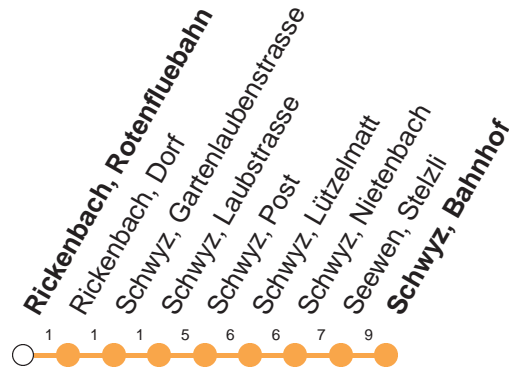 Rickenbach, Rotenfluebahn
Rickenbach, Dorf
Schwyz, Gartenlaubenstrasse
Schwyz, Laubstrasse
Schwyz, Post
Schwyz, Lützelmatt
Schwyz, Nietenbach
Seewen, Stelzli
Schwyz, Bahnhof
1 1 1 5 6 6 7 9